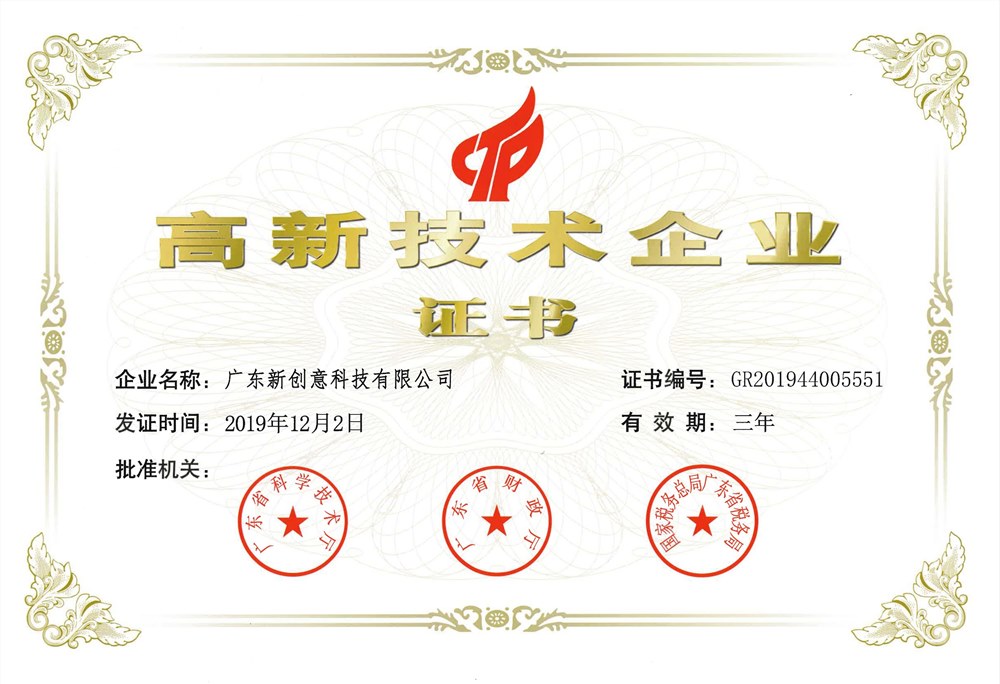 CTP
高新技术企业
证书
企业名称：广东新创意科技有限公司
证书编号：GR201944005551
发证时间：2019年12月2日
有效期：三年
批准机关：
广东省科学技术厅
广东省财政厅
国家税务总局广东省税务局